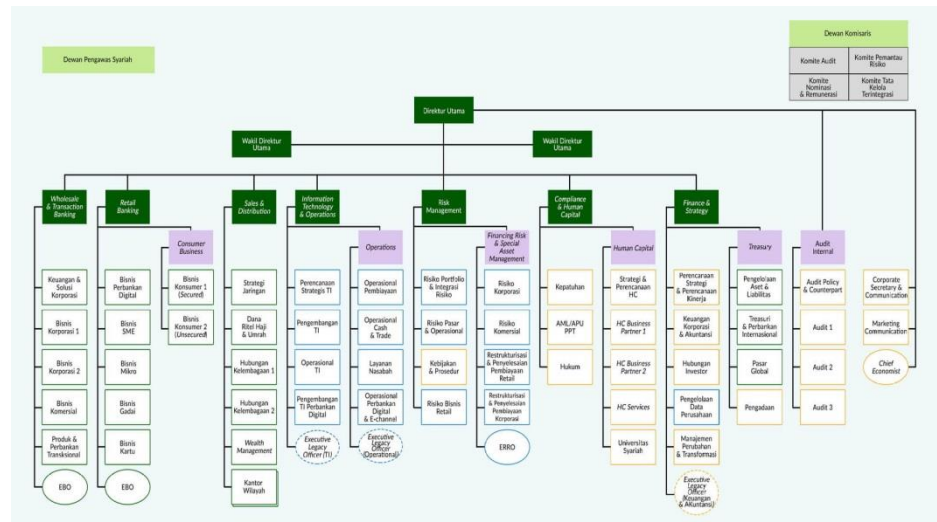 Dewan Pengawas Syariah
Dewan Komisaris
Komite Audit
Komite Pemantau
Risiko
Komite
Nominasi
& Remunerasi
Komite Tata
Kelola
Terintegrasi
Direktur Utama
Wakil Direktur
Utama
Wakil Direktur
Utama
Wholesale
& Transaction
Banking
Retail
Banking
Sales &
Distribution
Information
Technology
& Operations
Risk
Management
Compliance
& Human
Capital
Finance &
Strategy
Consumer
Business
Operations
Financing Risk
& Special
Asset
Management
Human Capital
Treasury
Audit
Internal
Keuangan &
Solusi
Korporasi
Bisnis
Korporasi 1
Bisnis
Korporasi 2
Bisnis
Komersial
Produk &
Perbankan
Transksional
EBO
Bisnis
Perbankan
Digital
Bisnis
SME
Bisnis
Mikro
Bisnis
Gadai
Bisnis
Kartu
EBO
Bisnis
Konsumer 1
(Secured)
Bisnis
Konsumer 2
(Unsecured)
Strategi
Jaringan
Dana
Ritel Haji
& Umrah
Hubungan
Kelembagaan 1
Hubungan
Kelembagaan 2
Wealth
Management
Kantor
Wilayah
Perencanaan
Strategis TI
Pengembangan
TI
Operasional
TI
Pengembangan
TI Perbankan
Digital
Executive
Legacy
Officer (TI)
Operasional
Pembiayaan
Operasional
Cash
& Trade
Layanan
Nasabah
Operasional
Perbankan
Digital
& E-channel
Executive
Legacy
Officer
(Operasional)
Risiko Portfolio
& Integrasi
Risiko
Risiko Pasar
& Operasional
Kebijakan
& Prosedur
Risiko Bisnis
Retail
Risiko
Korporasi
Risiko
Komersial
Restrukturisasi
& Penyelesaian
Pembiayaan
Retail
Restrukturisasi
& Penyelesaian
Pembiayaan
Korporasi
ERRO
Kepatuhan
AML/APU
PPT
Hukum
Strategi &
Perencanaan
HC
HC Business
Partner 1
HC Business
Partner 2
HC Services
Universitas
Syariah
Perencaraan
Strategi &
Perencanaan
Kinerja
Keuangan
Korporasi
& Akuntansi
Hubungan
Investor
Pengelolaan
Data
Perusahaan
Manajemen
Perubahan
& Transformasi
Executive
Legacy
Officer
(Keuangan
& AKuntansi)
Pengelolaan
Aset &
Liabilitas
Treasuri
& Perbankan
Internasional
Pasar
Global
Pengadaan
Audit Policy
& Counterpart
Audit 1
Audit 2
Audit 3
Corporate
Secretary &
Communication
Marketing
Communication
Chief
Economist